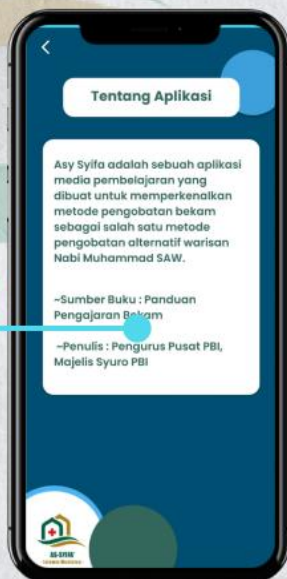 Tentang Aplikasi
Asy Syifa adalah sebuah aplikasi
media pembelajaran yang
dibuat untuk memperkenalkan
metode pengobatan bekam
sebagai salah satu metode
pengobatan alternatif warisan
Nabi Muhammad SAW.
~Sumber Buku : Panduan
Pengajaran Bekam
~Penulis : Pengurus Pusat PBI,
Majelis Syuro PBI
AS-SYIFA'